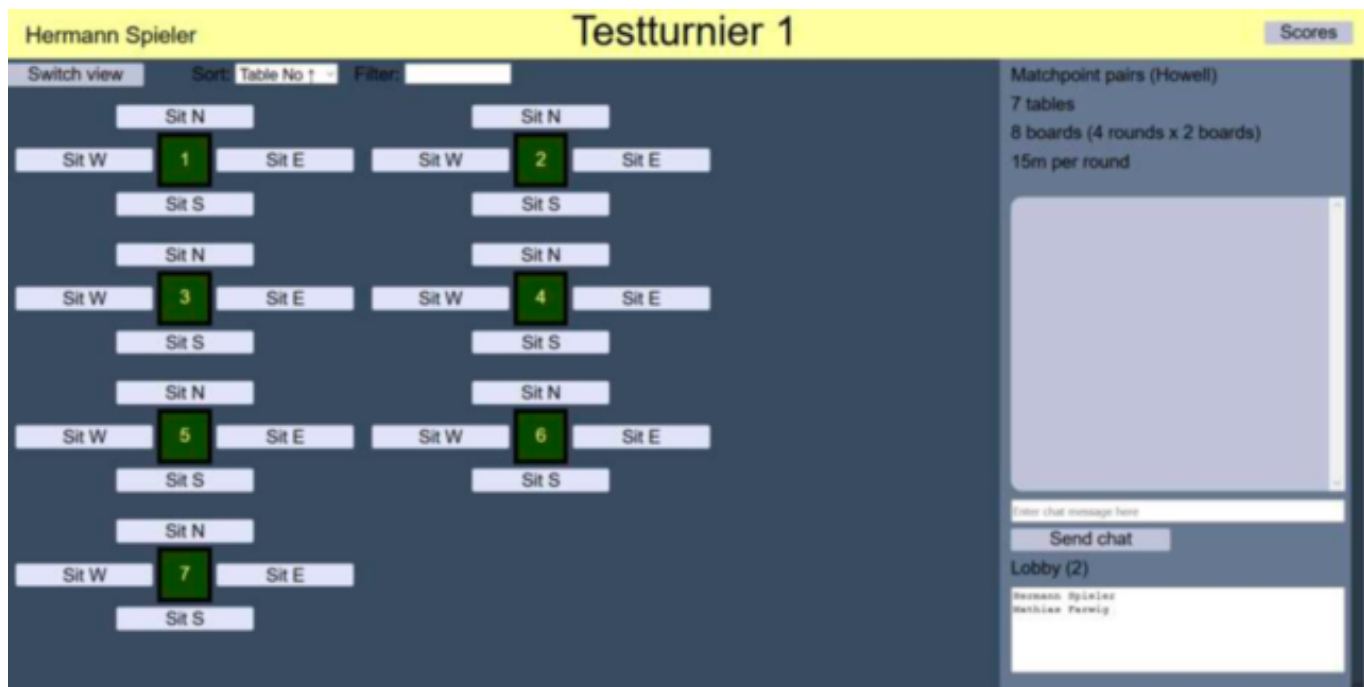 Hermann Spieler
Testturnier 1
Scores
Switch view Sort: Table No ↑ Filter:
Sit N Sit N
Sit W 1 Sit E Sit W 2 Sit E
Sit S Sit S
Sit N Sit N
Sit W 3 Sit E Sit W 4 Sit E
Sit S Sit S
Sit N Sit N
Sit W 5 Sit E Sit W 6 Sit E
Sit S Sit S
Sit N
Sit W 7 Sit E
Sit S
Matchpoint pairs (Howell)
7 tables
8 boards (4 rounds x 2 boards)
15m per round
Enter chat message here
Send chat
Lobby (2)
Hermann Spieler
Mathias Farwig